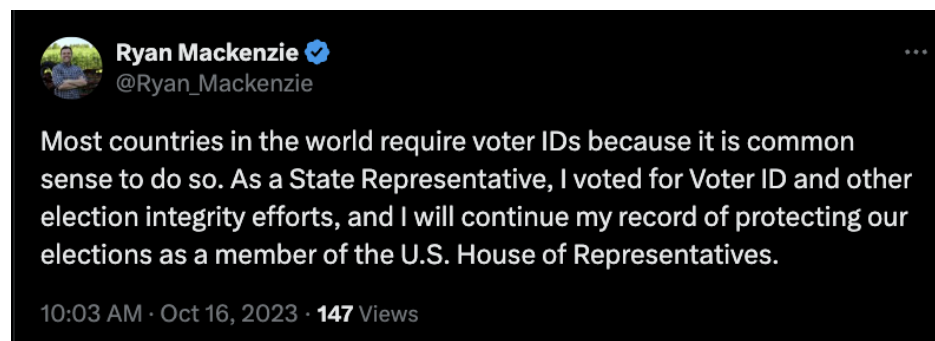 Ryan Mackenzie
@Ryan_Mackenzie
Most countries in the world require voter IDs because it is common
sense to do so. As a State Representative, I voted for Voter ID and other
election integrity efforts, and I will continue my record of protecting our
elections as a member of the U.S. House of Representatives.
10:03 AM · Oct 16, 2023 · 147 Views